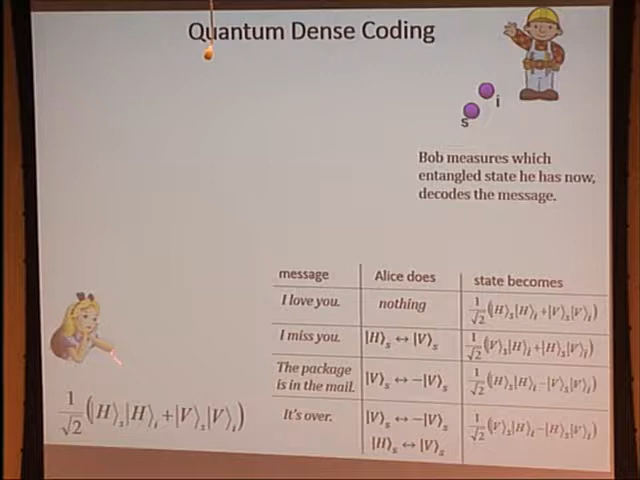 Quantum Dense Coding
i
s
Bob measures which
entangled state he has now,
decodes the message.
message Alice does state becomes
I love you. nothing 1/√2(|H⟩ₛ|H⟩ᵢ+|V⟩ₛ|V⟩ᵢ)
I miss you. |H⟩ₛ ↔ |V⟩ₛ 1/√2(|V⟩ₛ|H⟩ᵢ+|H⟩ₛ|V⟩ᵢ)
The package
is in the mail. |V⟩ₛ ↔ −|V⟩ₛ 1/√2(|H⟩ₛ|H⟩ᵢ−|V⟩ₛ|V⟩ᵢ)
It's over. |V⟩ₛ ↔ −|V⟩ₛ 1/√2(|V⟩ₛ|H⟩ᵢ−|H⟩ₛ|V⟩ᵢ)
|H⟩ₛ ↔ |V⟩ₛ
1/√2(|H⟩ₛ|H⟩ᵢ+|V⟩ₛ|V⟩ᵢ)